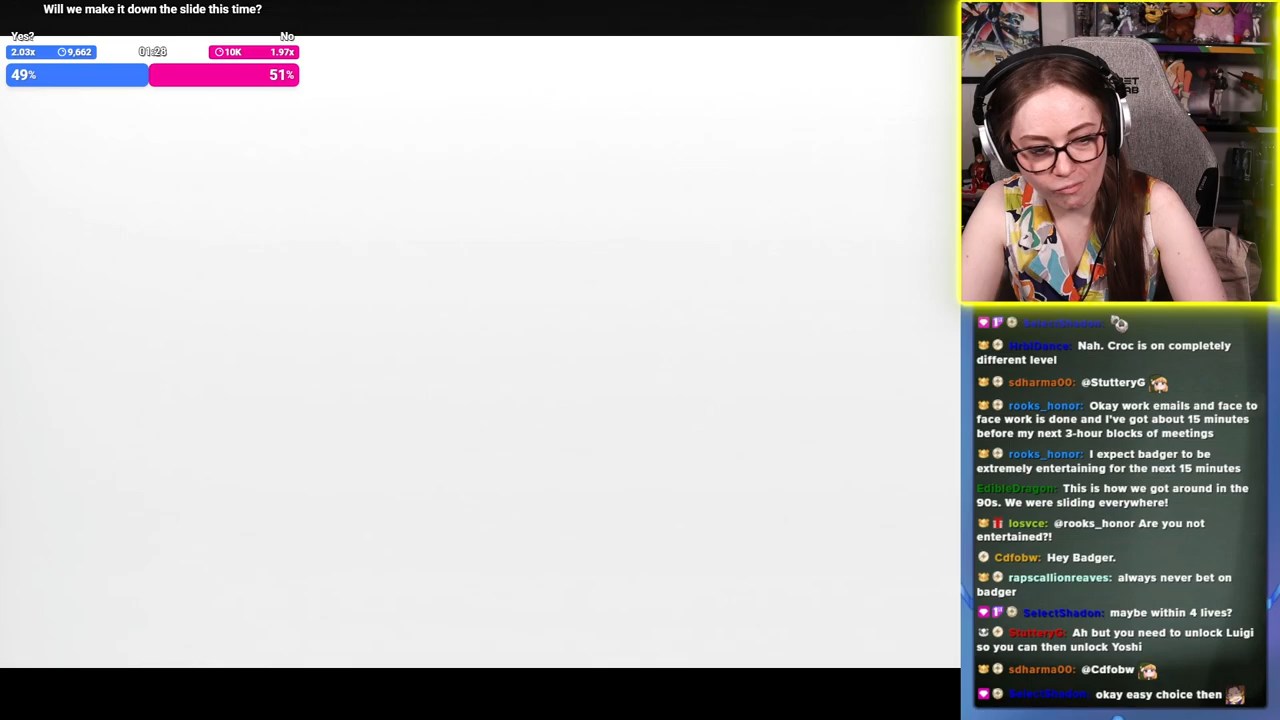 Will we make it down the slide this time?
Yes?
No
2.03x 9,662
01:28
10K 1.97x
49%
51%
SelectShadon:
HrblDance: Nah. Croc is on completely
different level
sdharma00: @StutteryG
rooks_honor: Okay work emails and face to
face work is done and I've got about 15 minutes
before my next 3-hour blocks of meetings
rooks_honor: I expect badger to be
extremely entertaining for the next 15 minutes
EdibleDragon: This is how we got around in the
90s. We were sliding everywhere!
losvce: @rooks_honor Are you not
entertained?!
Cdfobw: Hey Badger.
rapscallionreaves: always never bet on
badger
SelectShadon: maybe within 4 lives?
StutteryG: Ah but you need to unlock Luigi
so you can then unlock Yoshi
sdharma00: @Cdfobw
SelectShadon: okay easy choice then